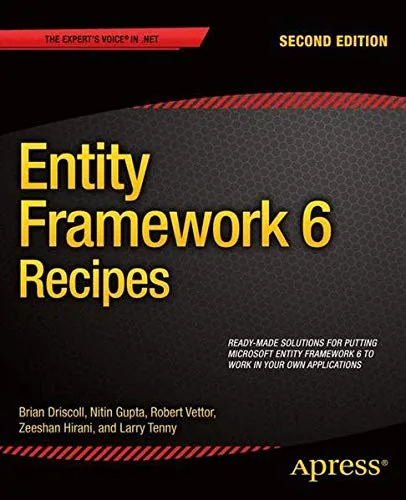 THE EXPERT'S VOICE® IN .NET
SECOND EDITION
Entity
Framework 6
Recipes
READY-MADE SOLUTIONS FOR PUTTING
MICROSOFT ENTITY FRAMEWORK 6 TO
WORK IN YOUR OWN APPLICATIONS
Brian Driscoll, Nitin Gupta, Robert Vettor,
Zeeshan Hirani, and Larry Tenny
Apress®